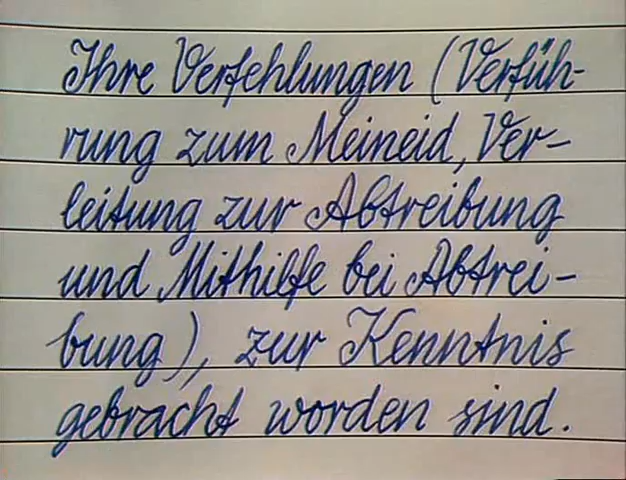 Ihre Verfehlungen (Verfüh-
rung zum Meineid, Ver-
leitung zur Abtreibung
und Mithilfe bei Abtrei-
bung), zur Kenntnis
gebracht worden sind.